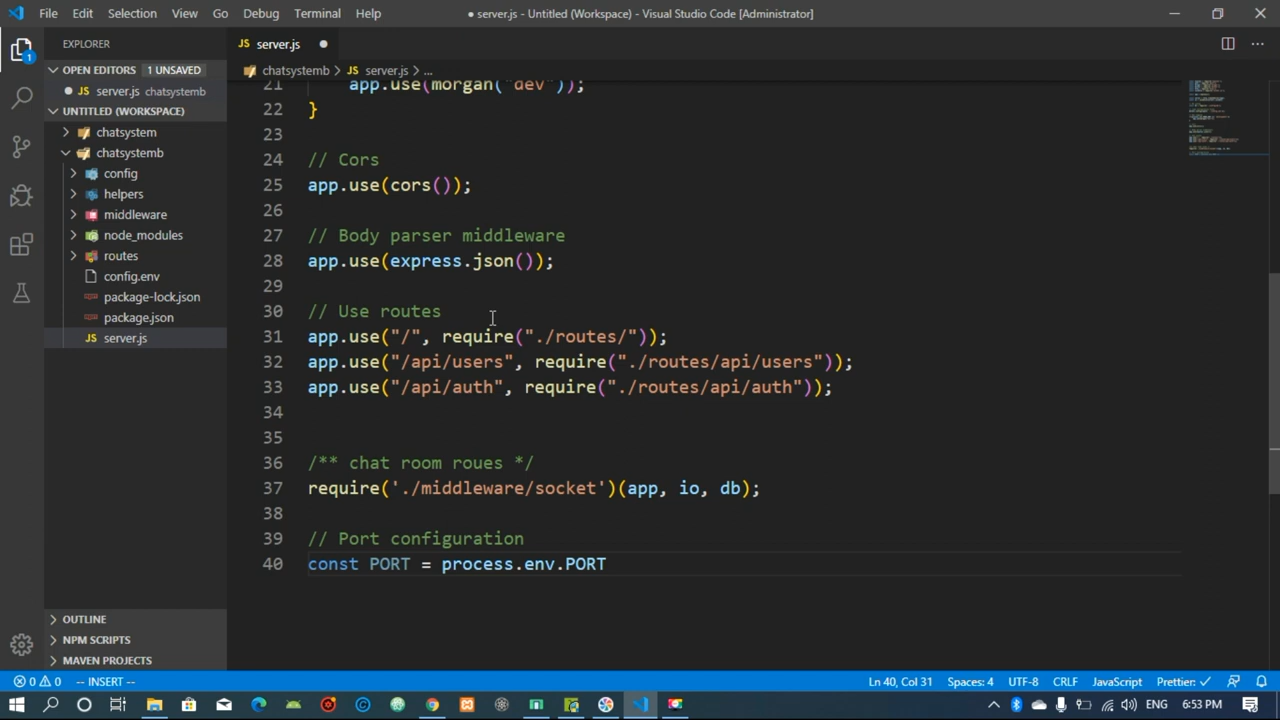 File Edit Selection View Go Debug Terminal Help ● server.js - Untitled (Workspace) - Visual Studio Code [Administrator]
EXPLORER
JS server.js ●
OPEN EDITORS 1 UNSAVED
● JS server.js chatsystemb
UNTITLED (WORKSPACE)
chatsystem
chatsystemb
config
helpers
middleware
node_modules
routes
config.env
package-lock.json
package.json
JS server.js
OUTLINE
NPM SCRIPTS
MAVEN PROJECTS
chatsystemb > JS server.js > ...
21 app.use(morgan("dev"));
22 }
23
24 // Cors
25 app.use(cors());
26
27 // Body parser middleware
28 app.use(express.json());
29
30 // Use routes
31 app.use("/", require("./routes/"));
32 app.use("/api/users", require("./routes/api/users"));
33 app.use("/api/auth", require("./routes/api/auth"));
34
35
36 /** chat room roues */
37 require('./middleware/socket')(app, io, db);
38
39 // Port configuration
40 const PORT = process.env.PORT
0 0 -- INSERT -- Ln 40, Col 31 Spaces: 4 UTF-8 CRLF JavaScript Prettier: ✓
ENG 6:53 PM